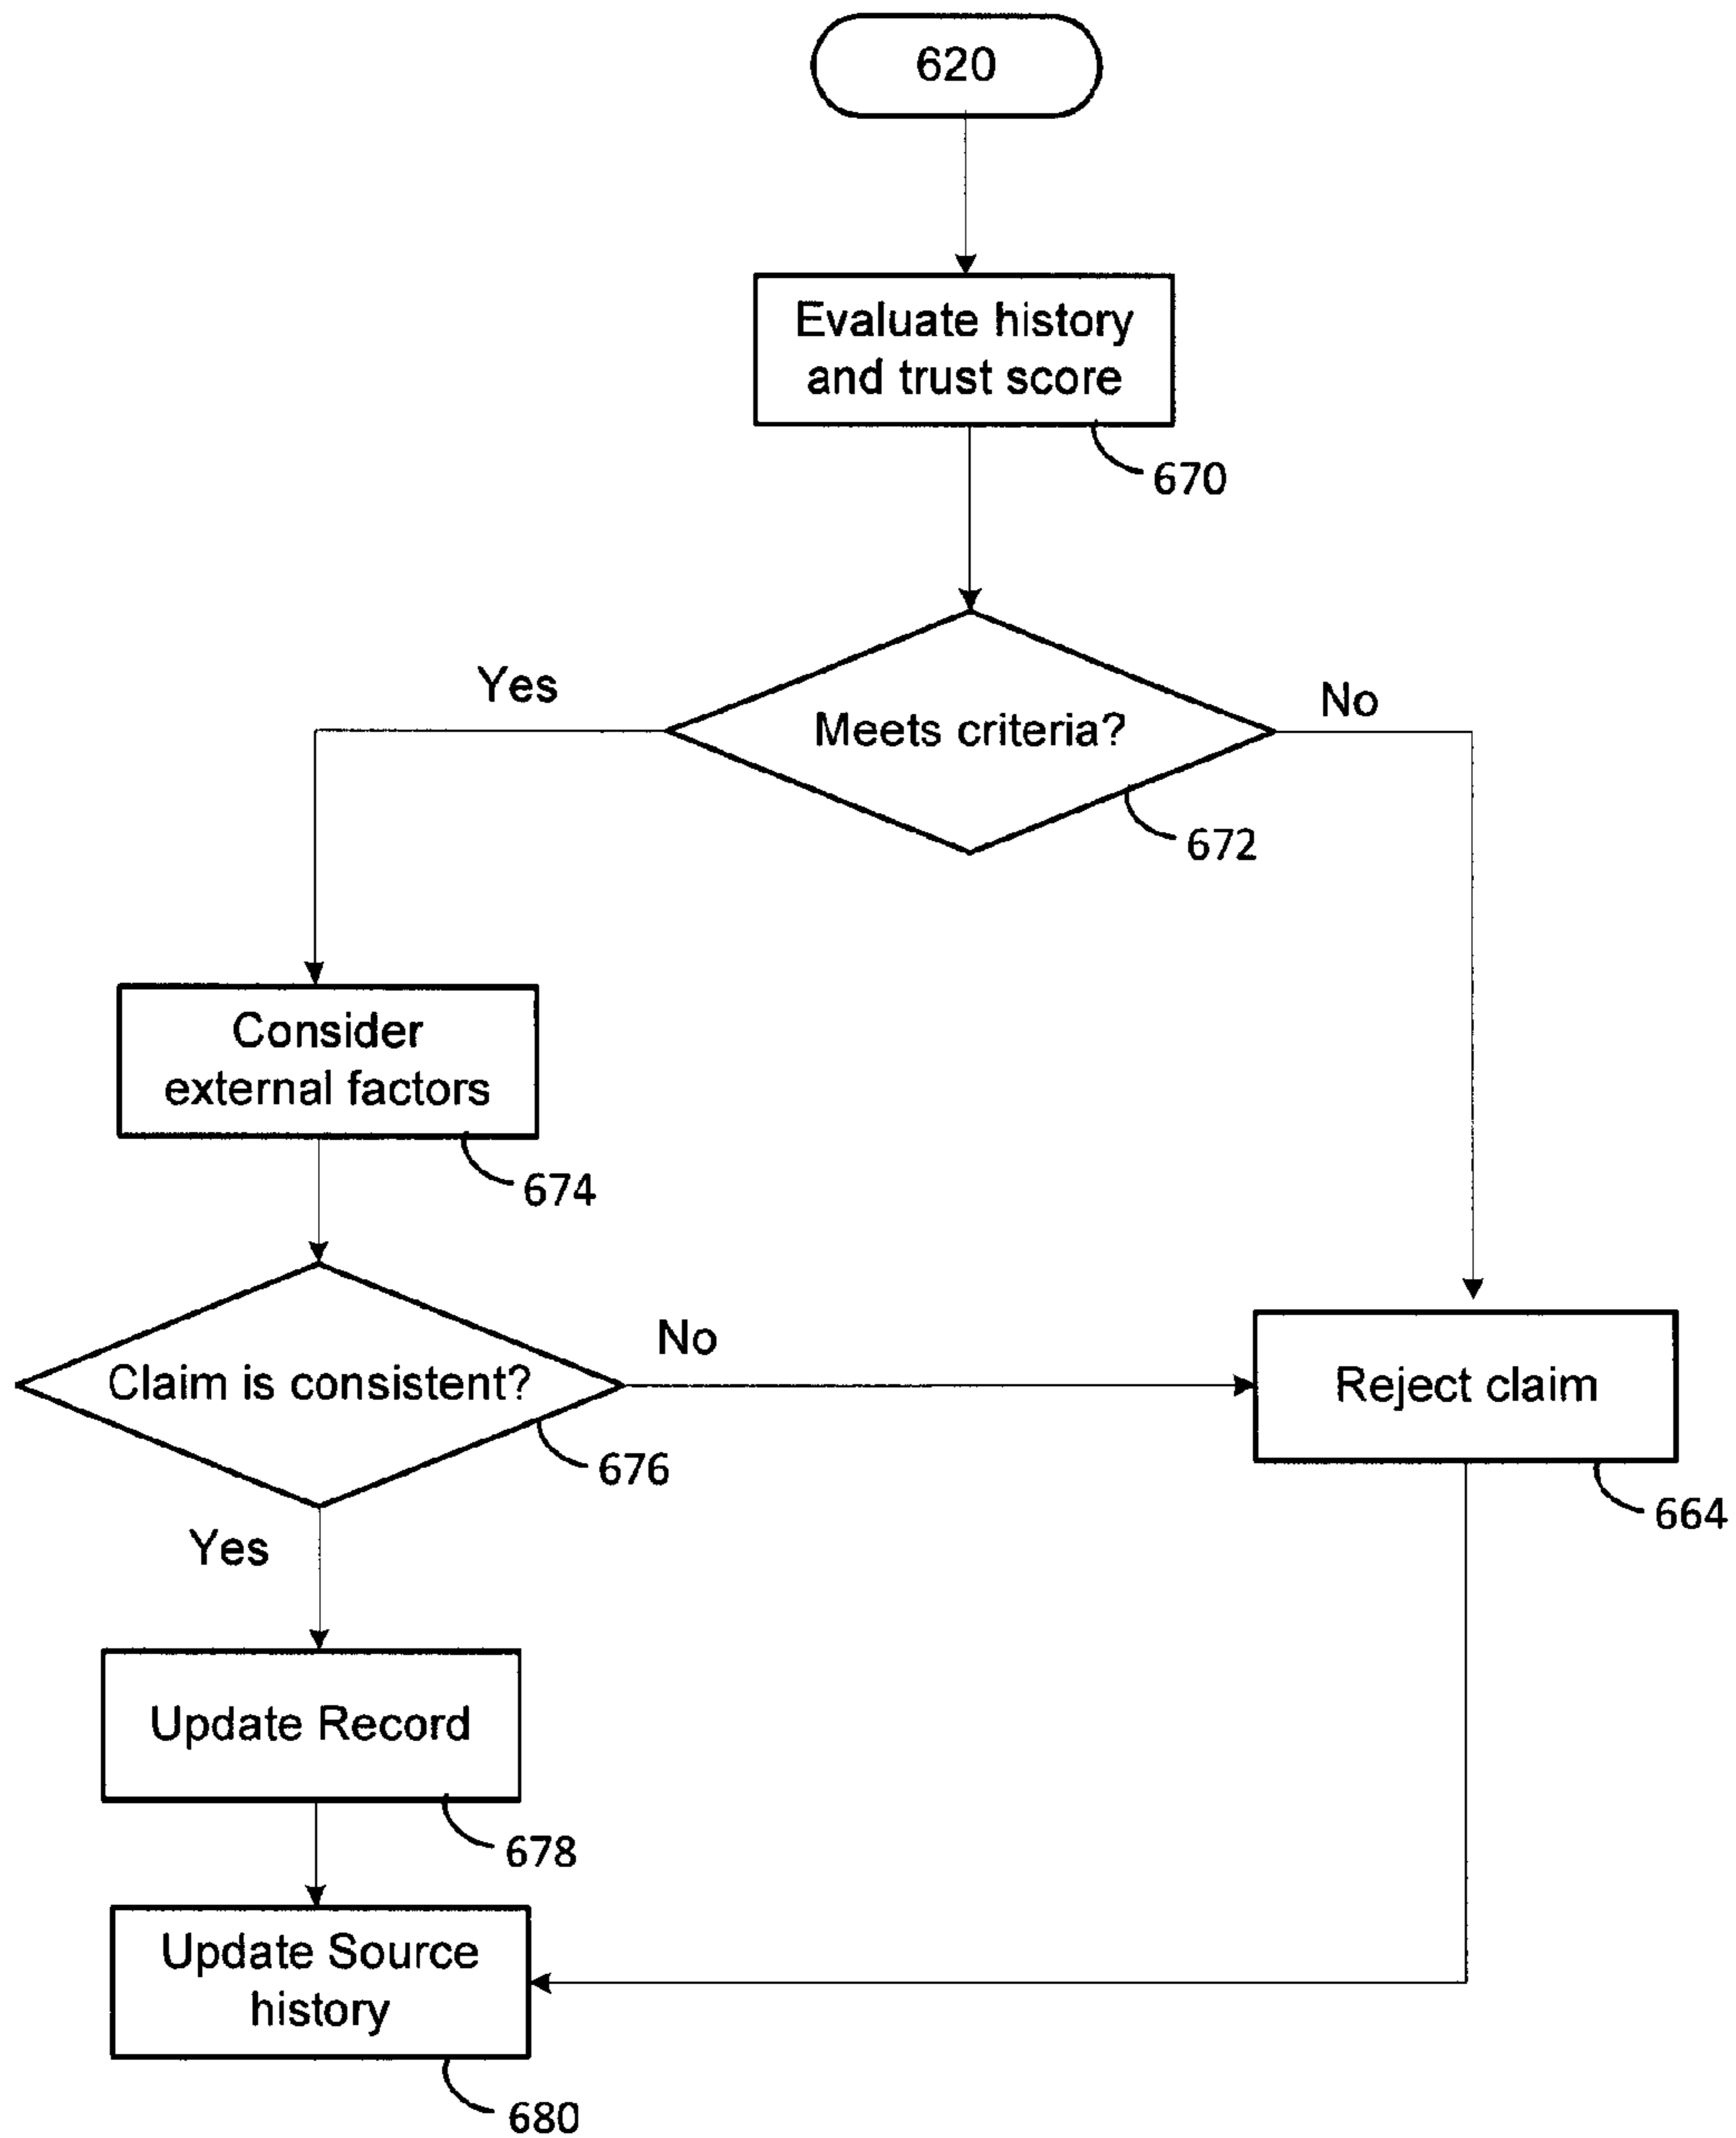 620
Evaluate history
and trust score
670
Yes
No
Meets criteria?
672
Consider
external factors
674
No
Claim is consistent?
Reject claim
676
664
Yes
Update Record
678
Update Source
history
680